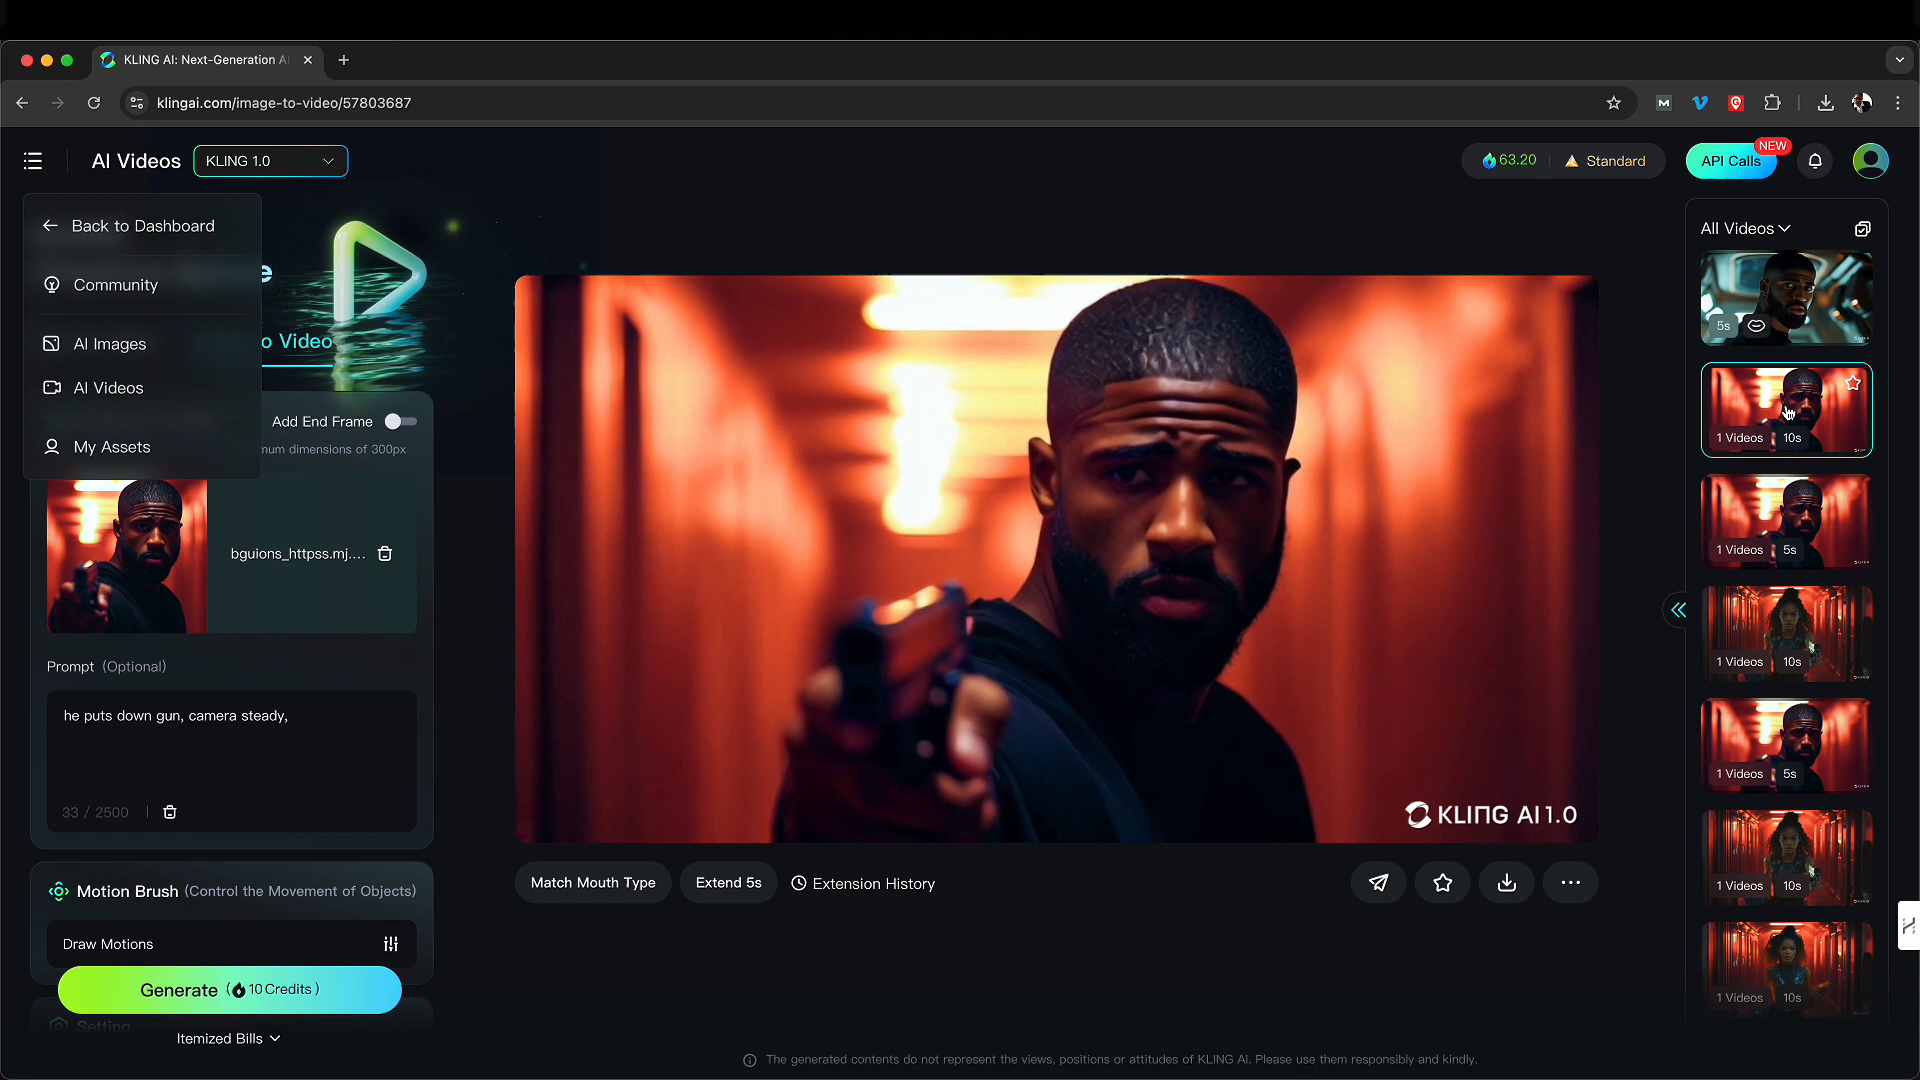 KLING AI: Next-Generation AI
klingai.com/image-to-video/57803687
AI Videos
KLING 1.0
63.20
Standard
API Calls
NEW
Back to Dashboard
Community
AI Images
AI Videos
My Assets
e
o Video
Add End Frame
mum dimensions of 300px
bguions_httpss.mj....
Prompt (Optional)
he puts down gun, camera steady,
33 / 2500
Motion Brush (Control the Movement of Objects)
Draw Motions
Generate ( 10 Credits )
Setting
Itemized Bills
KLING AI 1.0
Match Mouth Type
Extend 5s
Extension History
The generated contents do not represent the views, positions or attitudes of KLING AI. Please use them responsibly and kindly.
All Videos
5s
1 Videos 10s
1 Videos 5s
1 Videos 10s
1 Videos 5s
1 Videos 10s
1 Videos 10s